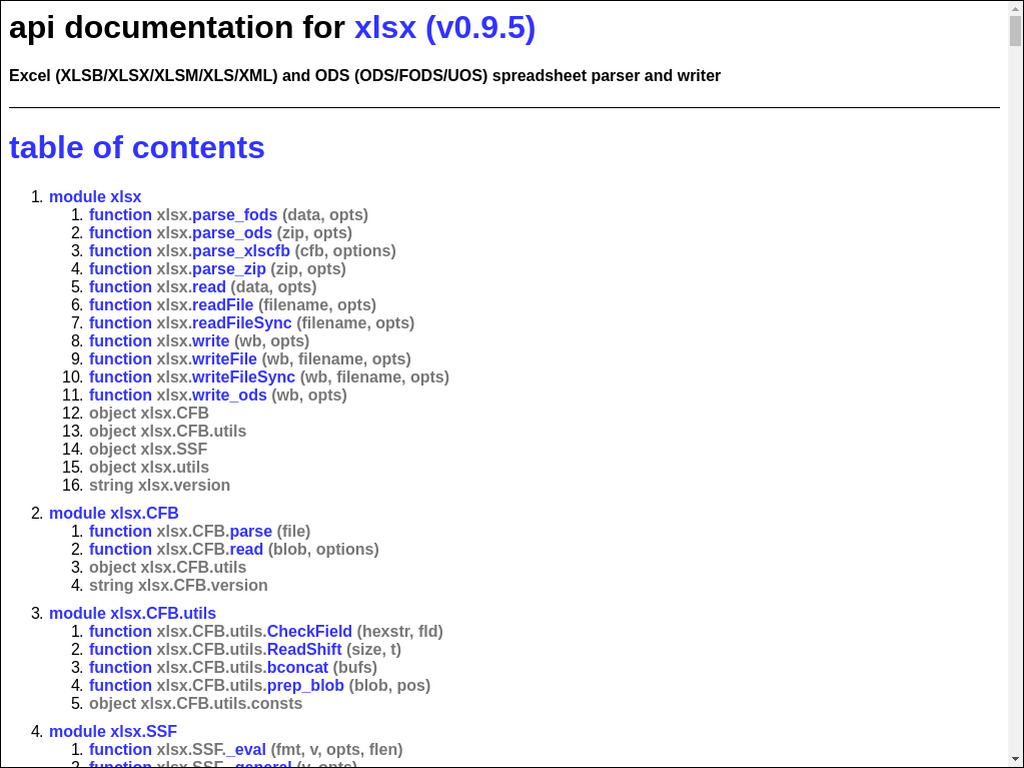 api documentation for xlsx (v0.9.5)
Excel (XLSB/XLSX/XLSM/XLS/XML) and ODS (ODS/FODS/UOS) spreadsheet parser and writer
table of contents
1. module xlsx
1. function xlsx.parse_fods (data, opts)
2. function xlsx.parse_ods (zip, opts)
3. function xlsx.parse_xlscfb (cfb, options)
4. function xlsx.parse_zip (zip, opts)
5. function xlsx.read (data, opts)
6. function xlsx.readFile (filename, opts)
7. function xlsx.readFileSync (filename, opts)
8. function xlsx.write (wb, opts)
9. function xlsx.writeFile (wb, filename, opts)
10. function xlsx.writeFileSync (wb, filename, opts)
11. function xlsx.write_ods (wb, opts)
12. object xlsx.CFB
13. object xlsx.CFB.utils
14. object xlsx.SSF
15. object xlsx.utils
16. string xlsx.version
2. module xlsx.CFB
1. function xlsx.CFB.parse (file)
2. function xlsx.CFB.read (blob, options)
3. object xlsx.CFB.utils
4. string xlsx.CFB.version
3. module xlsx.CFB.utils
1. function xlsx.CFB.utils.CheckField (hexstr, fld)
2. function xlsx.CFB.utils.ReadShift (size, t)
3. function xlsx.CFB.utils.bconcat (bufs)
4. function xlsx.CFB.utils.prep_blob (blob, pos)
5. object xlsx.CFB.utils.consts
4. module xlsx.SSF
1. function xlsx.SSF._eval (fmt, v, opts, flen)
2. function xlsx.SSF._general (v, opts)